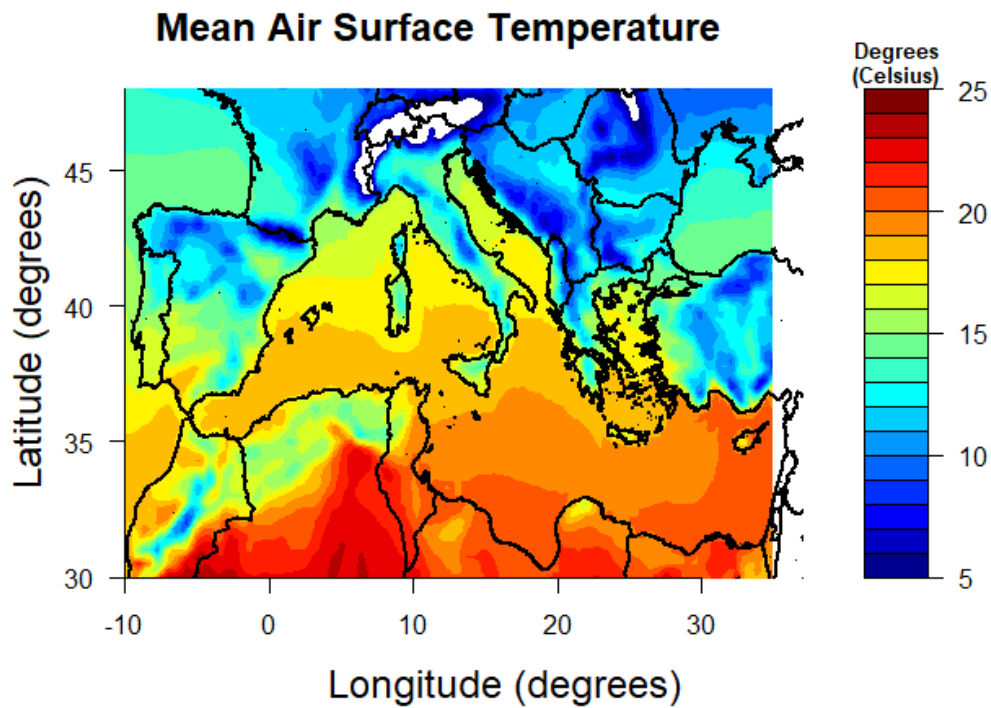 Mean Air Surface Temperature
Degrees
(Celsius)
25
20
15
10
5
Latitude (degrees)
45
40
35
30
-10
0
10
20
30
Longitude (degrees)